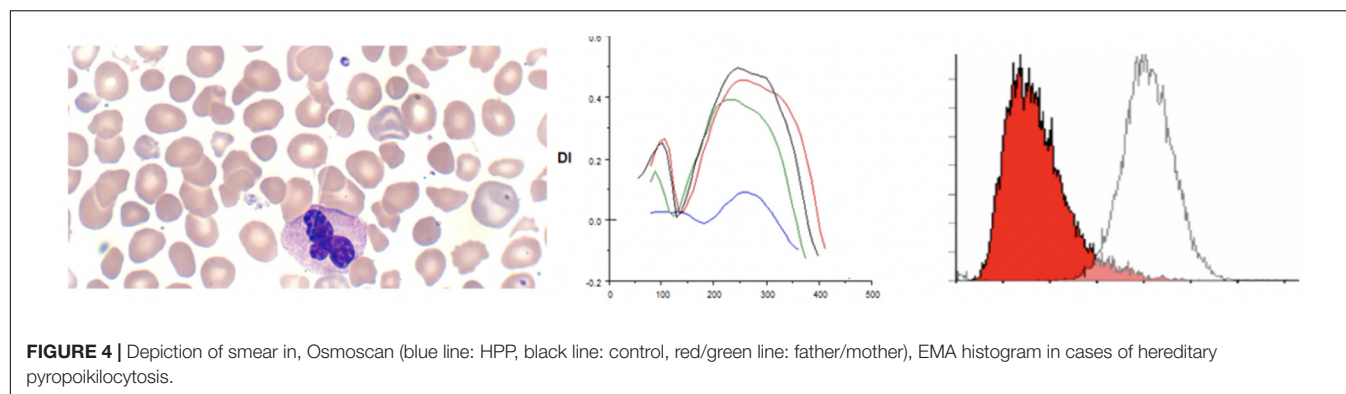 0.6
0.4
0.2
0.0
-0.2
DI
0 100 200 300 400 500
FIGURE 4 | Depiction of smear in, Osmoscan (blue line: HPP, black line: control, red/green line: father/mother), EMA histogram in cases of hereditary
pyropoikilocytosis.